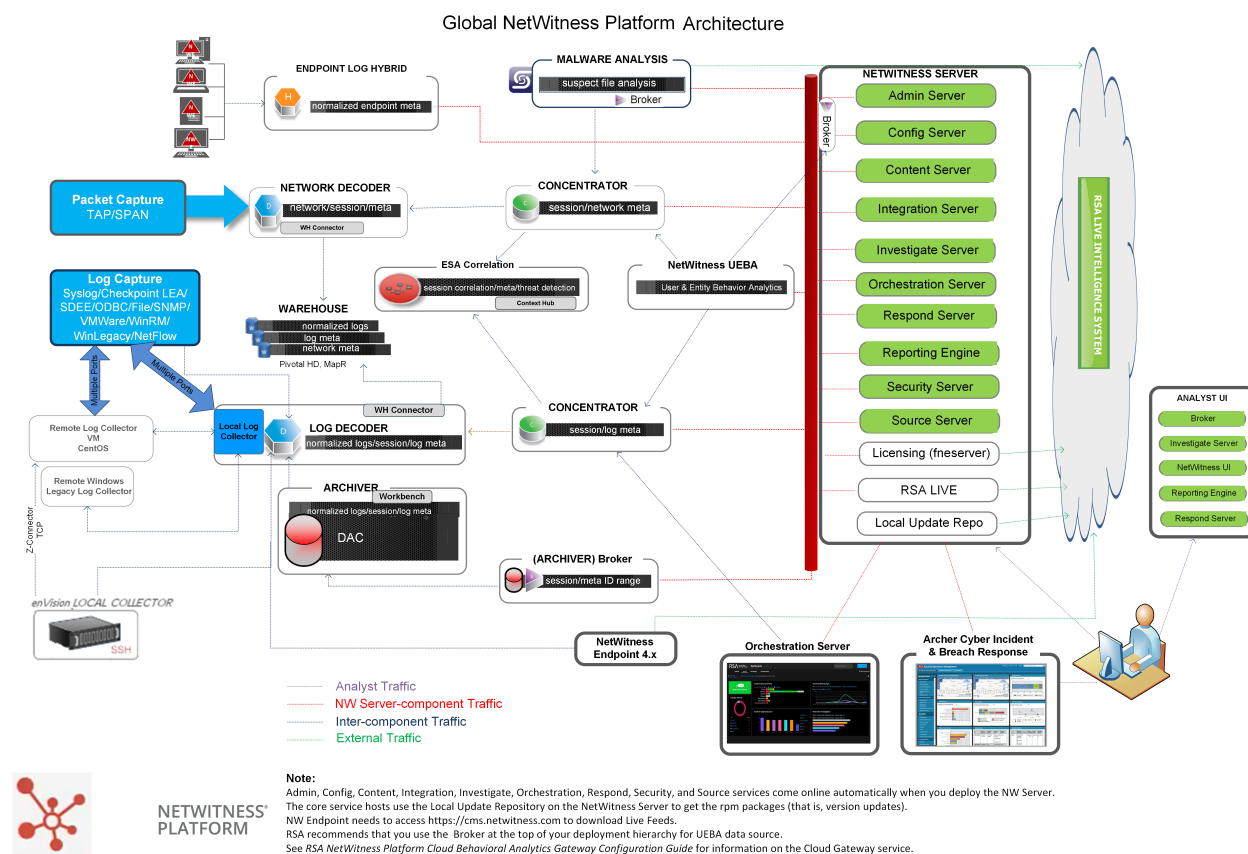 Global NetWitness Platform Architecture
ENDPOINT LOG HYBRID
H
normalized endpoint meta
MALWARE ANALYSIS
suspect file analysis
Broker
NETWITNESS SERVER
Broker
Admin Server
Config Server
Content Server
Integration Server
Investigate Server
Orchestration Server
Respond Server
Reporting Engine
Security Server
Source Server
Licensing (fneserver)
RSA LIVE
Local Update Repo
RSA LIVE INTELLIGENCE SYSTEM
N
N
N
NW
Packet Capture
TAP/SPAN
NETWORK DECODER
D
network/session/meta
WH Connector
CONCENTRATOR
C
session/network meta
Log Capture
Syslog/Checkpoint LEA/
SDEE/ODBC/File/SNMP/
VMWare/WinRM/
WinLegacy/NetFlow
ESA Correlation
session correlation/meta/threat detection
Context Hub
NetWitness UEBA
User & Entity Behavior Analytics
WAREHOUSE
normalized logs
log meta
network meta
Pivotal HD, MapR
Multiple Ports
Multiple Ports
ANALYST UI
Broker
Investigate Server
NetWitness UI
Reporting Engine
Respond Server
Remote Log Collector
VM
CentOS
Local Log
Collector
WH Connector
D
LOG DECODER
normalized logs/session/log meta
CONCENTRATOR
C
session/log meta
Remote Windows
Legacy Log Collector
ARCHIVER
Workbench
normalized logs/session/log meta
DAC
Z-Connector
TCP
(ARCHIVER) Broker
session/meta ID range
enVision LOCAL COLLECTOR
SSH
NetWitness
Endpoint 4.x
Orchestration Server
RSA
Archer Cyber Incident
& Breach Response
Analyst Traffic
NW Server-component Traffic
Inter-component Traffic
External Traffic
NETWITNESS®
PLATFORM
Note:
Admin, Config, Content, Integration, Investigate, Orchestration, Respond, Security, and Source services come online automatically when you deploy the NW Server.
The core service hosts use the Local Update Repository on the NetWitness Server to get the rpm packages (that is, version updates).
NW Endpoint needs to access https://cms.netwitness.com to download Live Feeds.
RSA recommends that you use the Broker at the top of your deployment hierarchy for UEBA data source.
See RSA NetWitness Platform Cloud Behavioral Analytics Gateway Configuration Guide for information on the Cloud Gateway service.